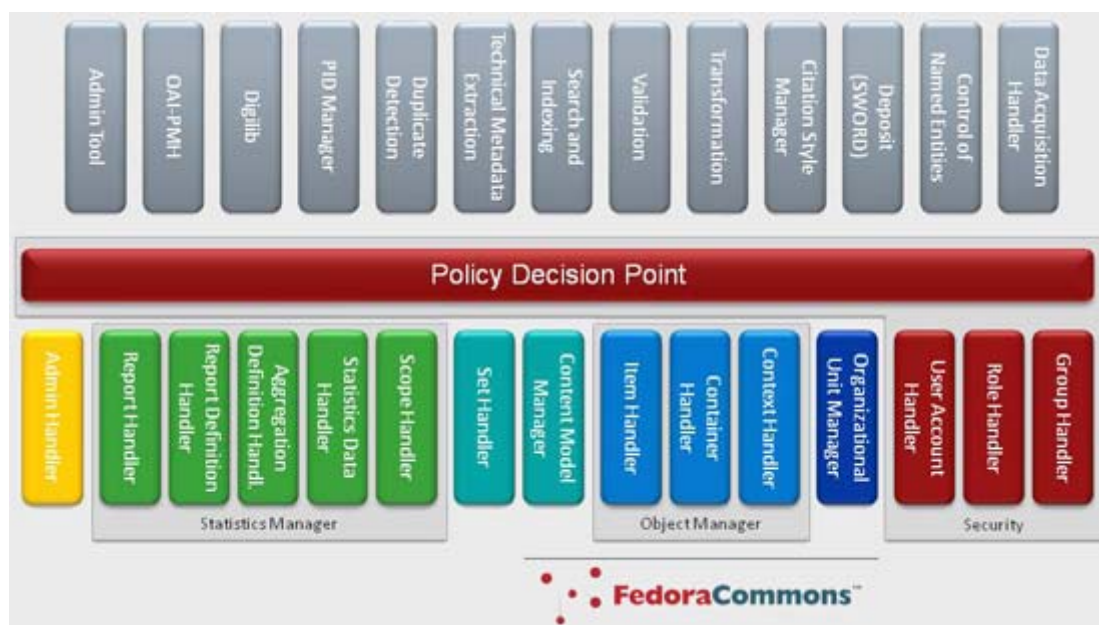 Admin Tool
OAI-PMH
Digilib
PID Manager
Duplicate
Detection
Technical Metadata
Extraction
Search and
Indexing
Validation
Transformation
Citation Style
Manager
Deposit
(SWORD)
Control of
Named Entities
Data Acquisition
Handler
Policy Decision Point
Admin Handler
Report Handler
Report Definition
Handler
Aggregation
Definition Handl.
Statistics Data
Handler
Scope Handler
Set Handler
Content Model
Manager
Item Handler
Container
Handler
Context Handler
Organizational
Unit Manager
User Account
Handler
Role Handler
Group Handler
Statistics Manager
Object Manager
Security
FedoraCommons™